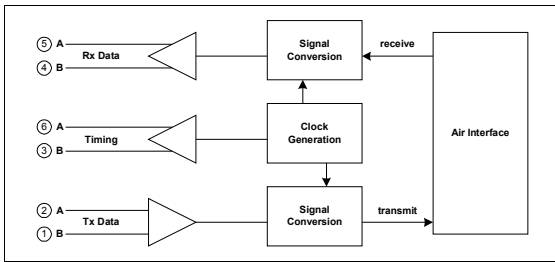 5 A
Rx Data
4 B
Signal
Conversion
receive
6 A
Timing
3 B
Clock
Generation
Air Interface
2 A
Tx Data
1 B
Signal
Conversion
transmit